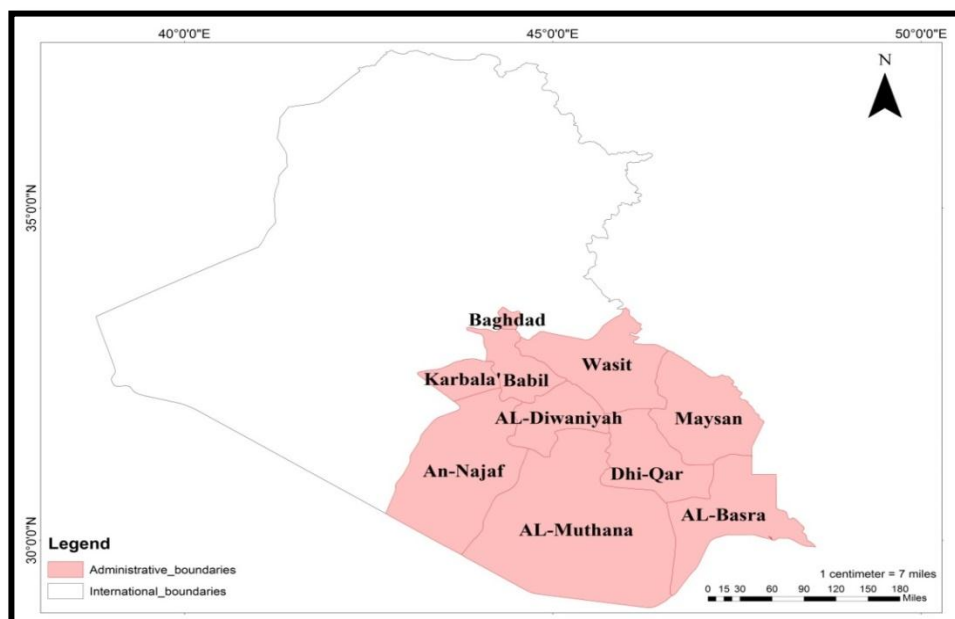 40°0'0"E 45°0'0"E 50°0'0"E
N
35°0'0"N
Baghdad
Wasit
Karbala' Babil
AL-Diwaniyah
Maysan
An-Najaf
Dhi-Qar
AL-Basra
AL-Muthana
30°0'0"N
Legend
Administrative_boundaries
International_boundaries
1 centimeter = 7 miles
0 15 30 60 90 120 150 180
Miles